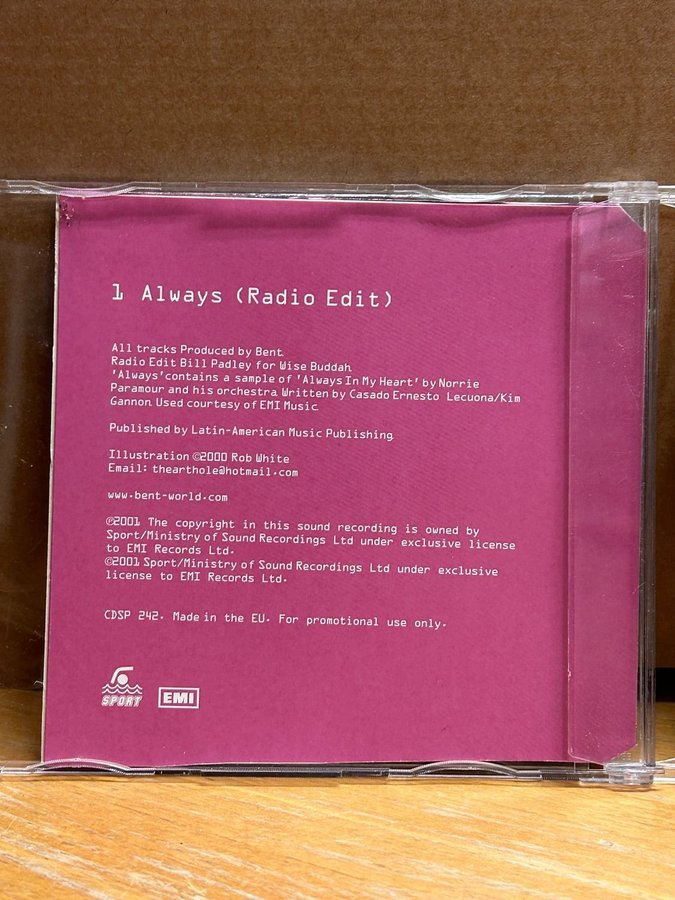 1 Always (Radio Edit)
All tracks Produced by Bent.
Radio Edit Bill Padley for Wise Buddah.
'Always'contains a sample of 'Always In My Heart' by Norrie
Paramour and his orchestra. Written by Casado Ernesto Lecuona/Kim
Gannon. Used courtesy of EMI Music.
Published by Latin-American Music Publishing.
Illustration ©2000 Rob White
Email: thearthole@hotmail.com
www.bent-world.com
℗2001 The copyright in this sound recording is owned by
Sport/Ministry of Sound Recordings Ltd under exclusive license
to EMI Records Ltd.
©2001 Sport/Ministry of Sound Recordings Ltd under exclusive
license to EMI Records Ltd.
CDSP 242. Made in the EU. For promotional use only.
SPORT EMI